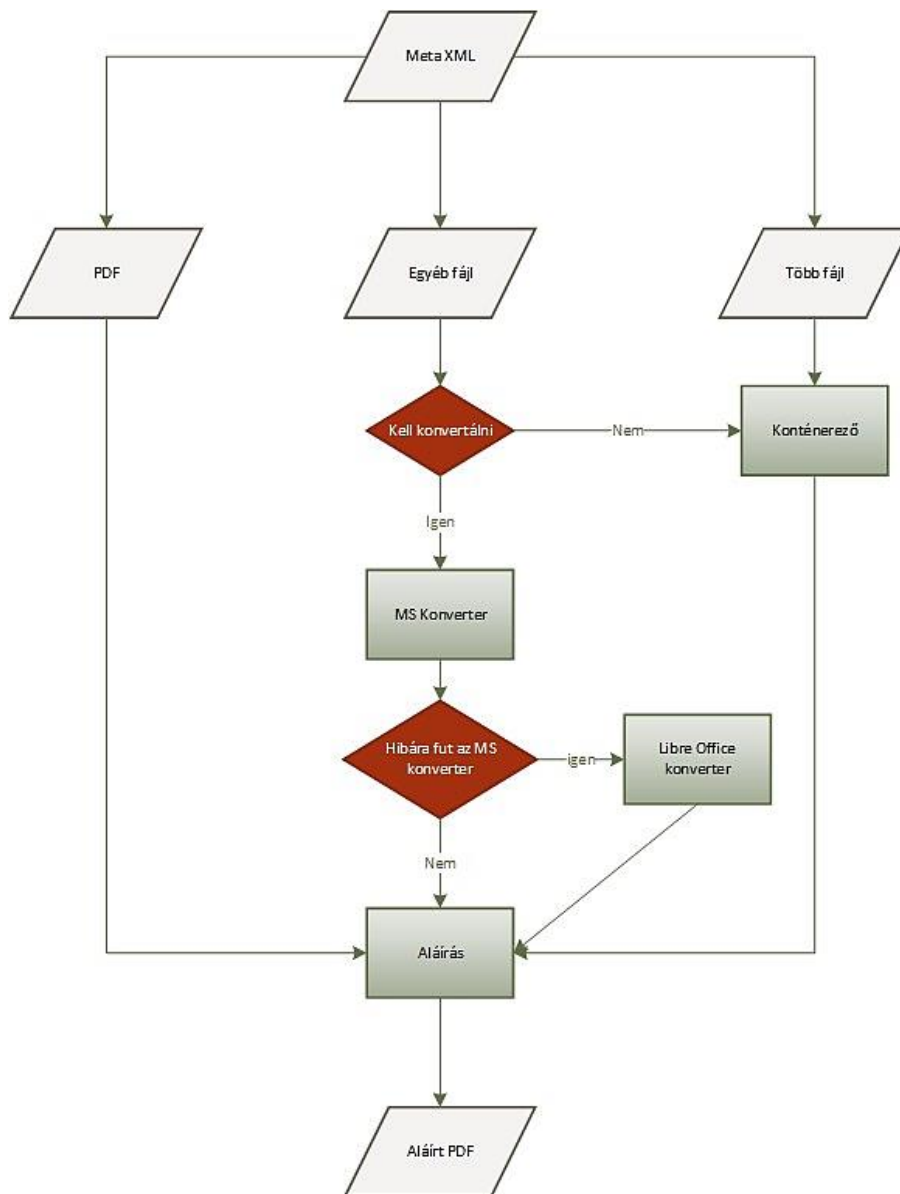 Meta XML
PDF
Egyéb fájl
Több fájl
Kell konvertálni
Nem
Konténerező
Igen
MS Konverter
Hibára fut az MS
konverter
igen
Libre Office
konverter
Nem
Aláírás
Aláírt PDF